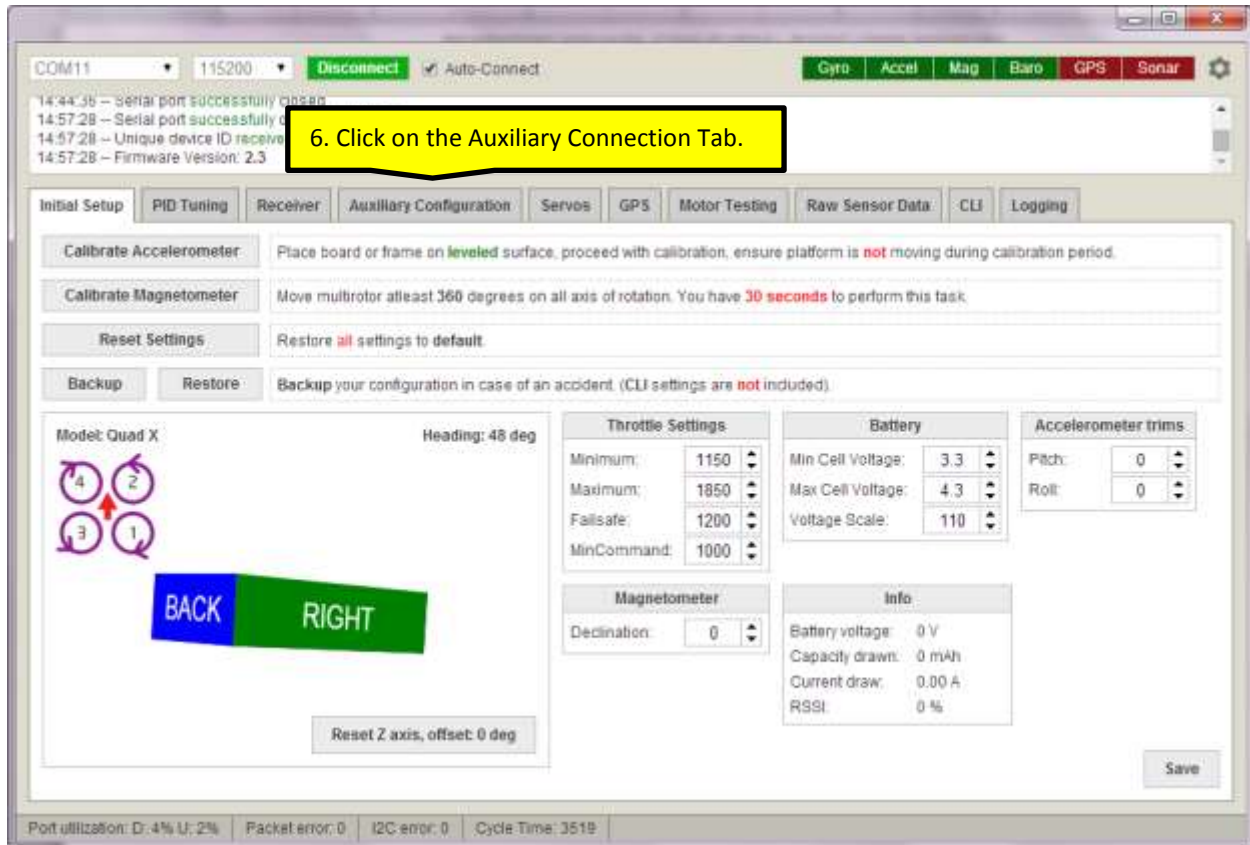 COM11 115200 Disconnect Auto-Connect Gyro Accel Mag Baro GPS Sonar
14:44:36 -- Serial port successfully closed
14:57:28 -- Serial port successfully
14:57:28 -- Unique device ID
14:57:28 -- Firmware Version: 2.3
6. Click on the Auxiliary Connection Tab.
Initial Setup PID Tuning Receiver Auxiliary Configuration Servos GPS Motor Testing Raw Sensor Data CLI Logging
Calibrate Accelerometer Place board or frame on leveled surface, proceed with calibration, ensure platform is not moving during calibration period.
Calibrate Magnetometer Move multirotor atleast 360 degrees on all axis of rotation. You have 30 seconds to perform this task.
Reset Settings Restore all settings to default.
Backup Restore Backup your configuration in case of an accident. (CLI settings are not included).
Model: Quad X Heading: 48 deg
4 2
3 1
BACK RIGHT
Reset Z axis, offset: 0 deg
Throttle Settings
Minimum: 1150
Maximum: 1850
Failsafe: 1200
MinCommand: 1000
Battery
Min Cell Voltage: 3.3
Max Cell Voltage: 4.3
Voltage Scale: 110
Accelerometer trims
Pitch: 0
Roll: 0
Magnetometer
Declination: 0
Info
Battery voltage: 0 V
Capacity drawn: 0 mAh
Current draw: 0.00 A
RSSI: 0 %
Save
Port utilization: D: 4% U: 2% Packet error: 0 I2C error: 0 Cycle Time: 3519